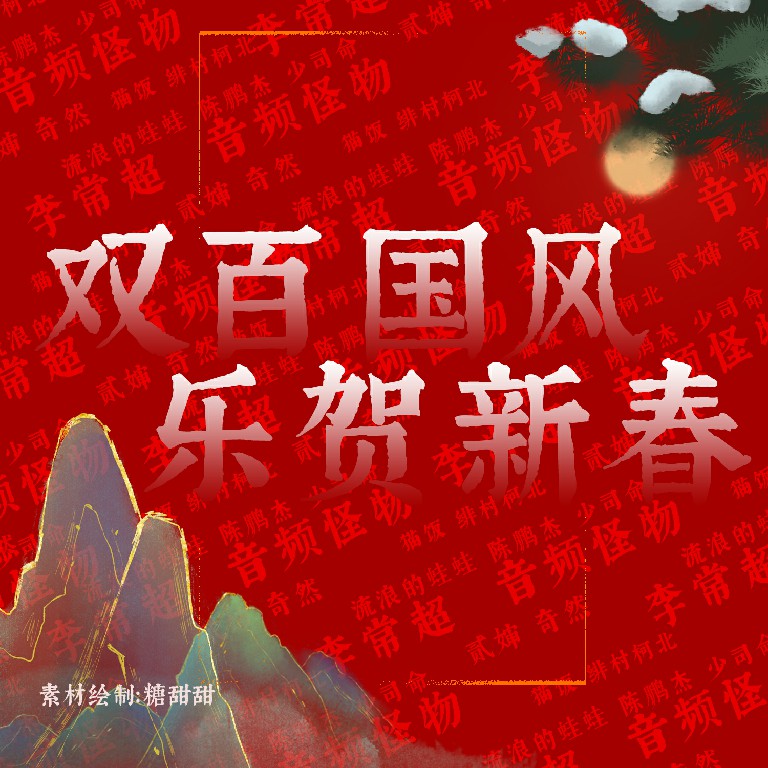 双百国风
乐贺新春
素材绘制:糖甜甜
陈鹏杰 少司命
音频怪物
猫饭 绯村柯北
贰婶 奇然
流浪的蛙蛙
李常超